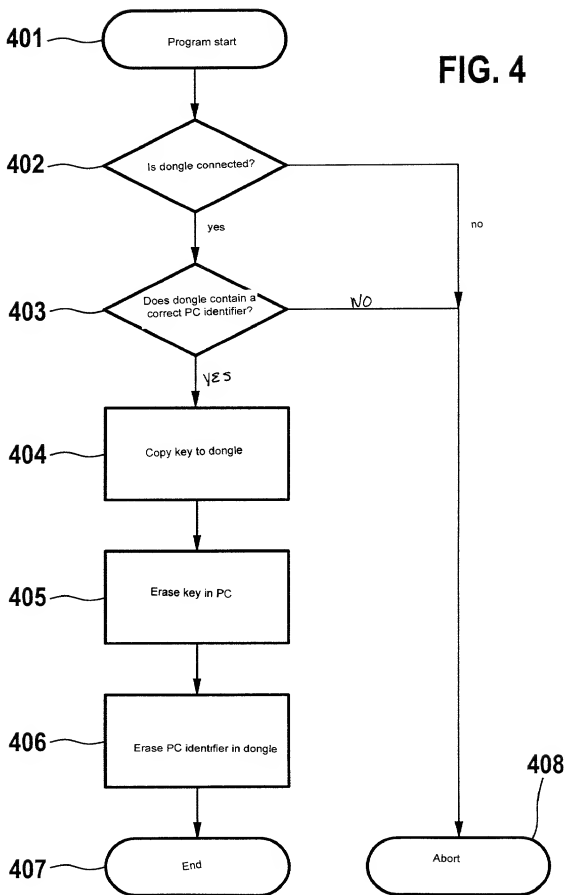 401
Program start
FIG. 4
402
Is dongle connected?
yes
no
403
Does dongle contain a
correct PC identifier?
NO
YES
404
Copy key to dongle
405
Erase key in PC
406
Erase PC identifier in dongle
408
407
End
Abort